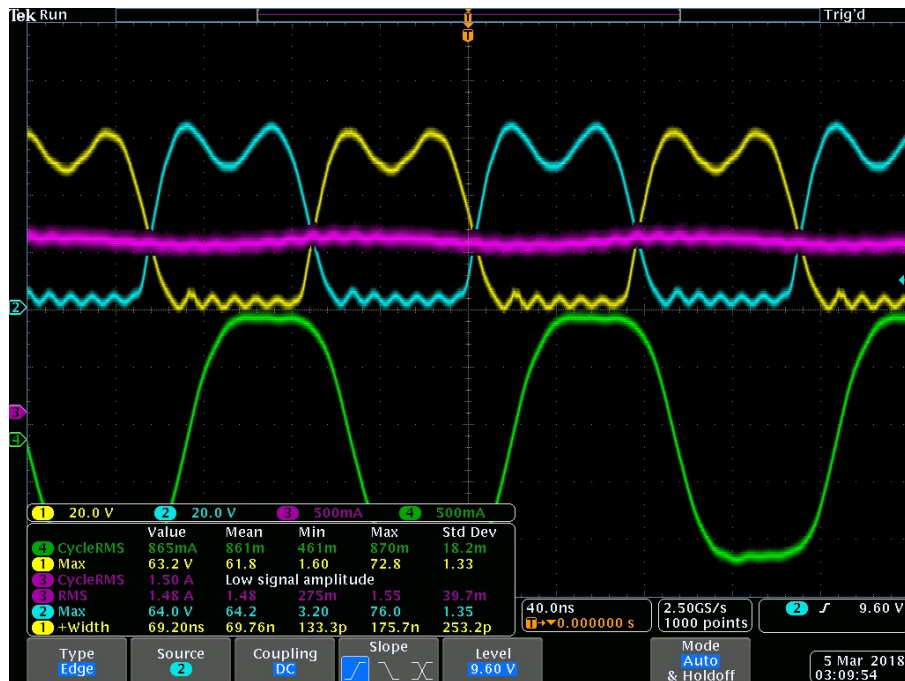 Tek Run Trig'd
T
T
2
3
4
1 20.0 V 2 20.0 V 3 500mA 4 500mA
Value Mean Min Max Std Dev
4 CycleRMS 865mA 861m 461m 870m 18.2m
1 Max 63.2 V 61.8 1.60 72.8 1.33
3 CycleRMS 1.50 A Low signal amplitude
3 RMS 1.48 A 1.48 275m 1.55 39.7m
2 Max 64.0 V 64.2 3.20 76.0 1.35
1 +Width 69.20ns 69.76n 133.3p 175.7n 253.2p
40.0ns 2.50GS/s 2 9.60 V
T→▼0.000000 s 1000 points
Type Source Coupling Slope Level Mode
Edge 2 DC 9.60 V Auto
& Holdoff
5 Mar 2018
03:09:54